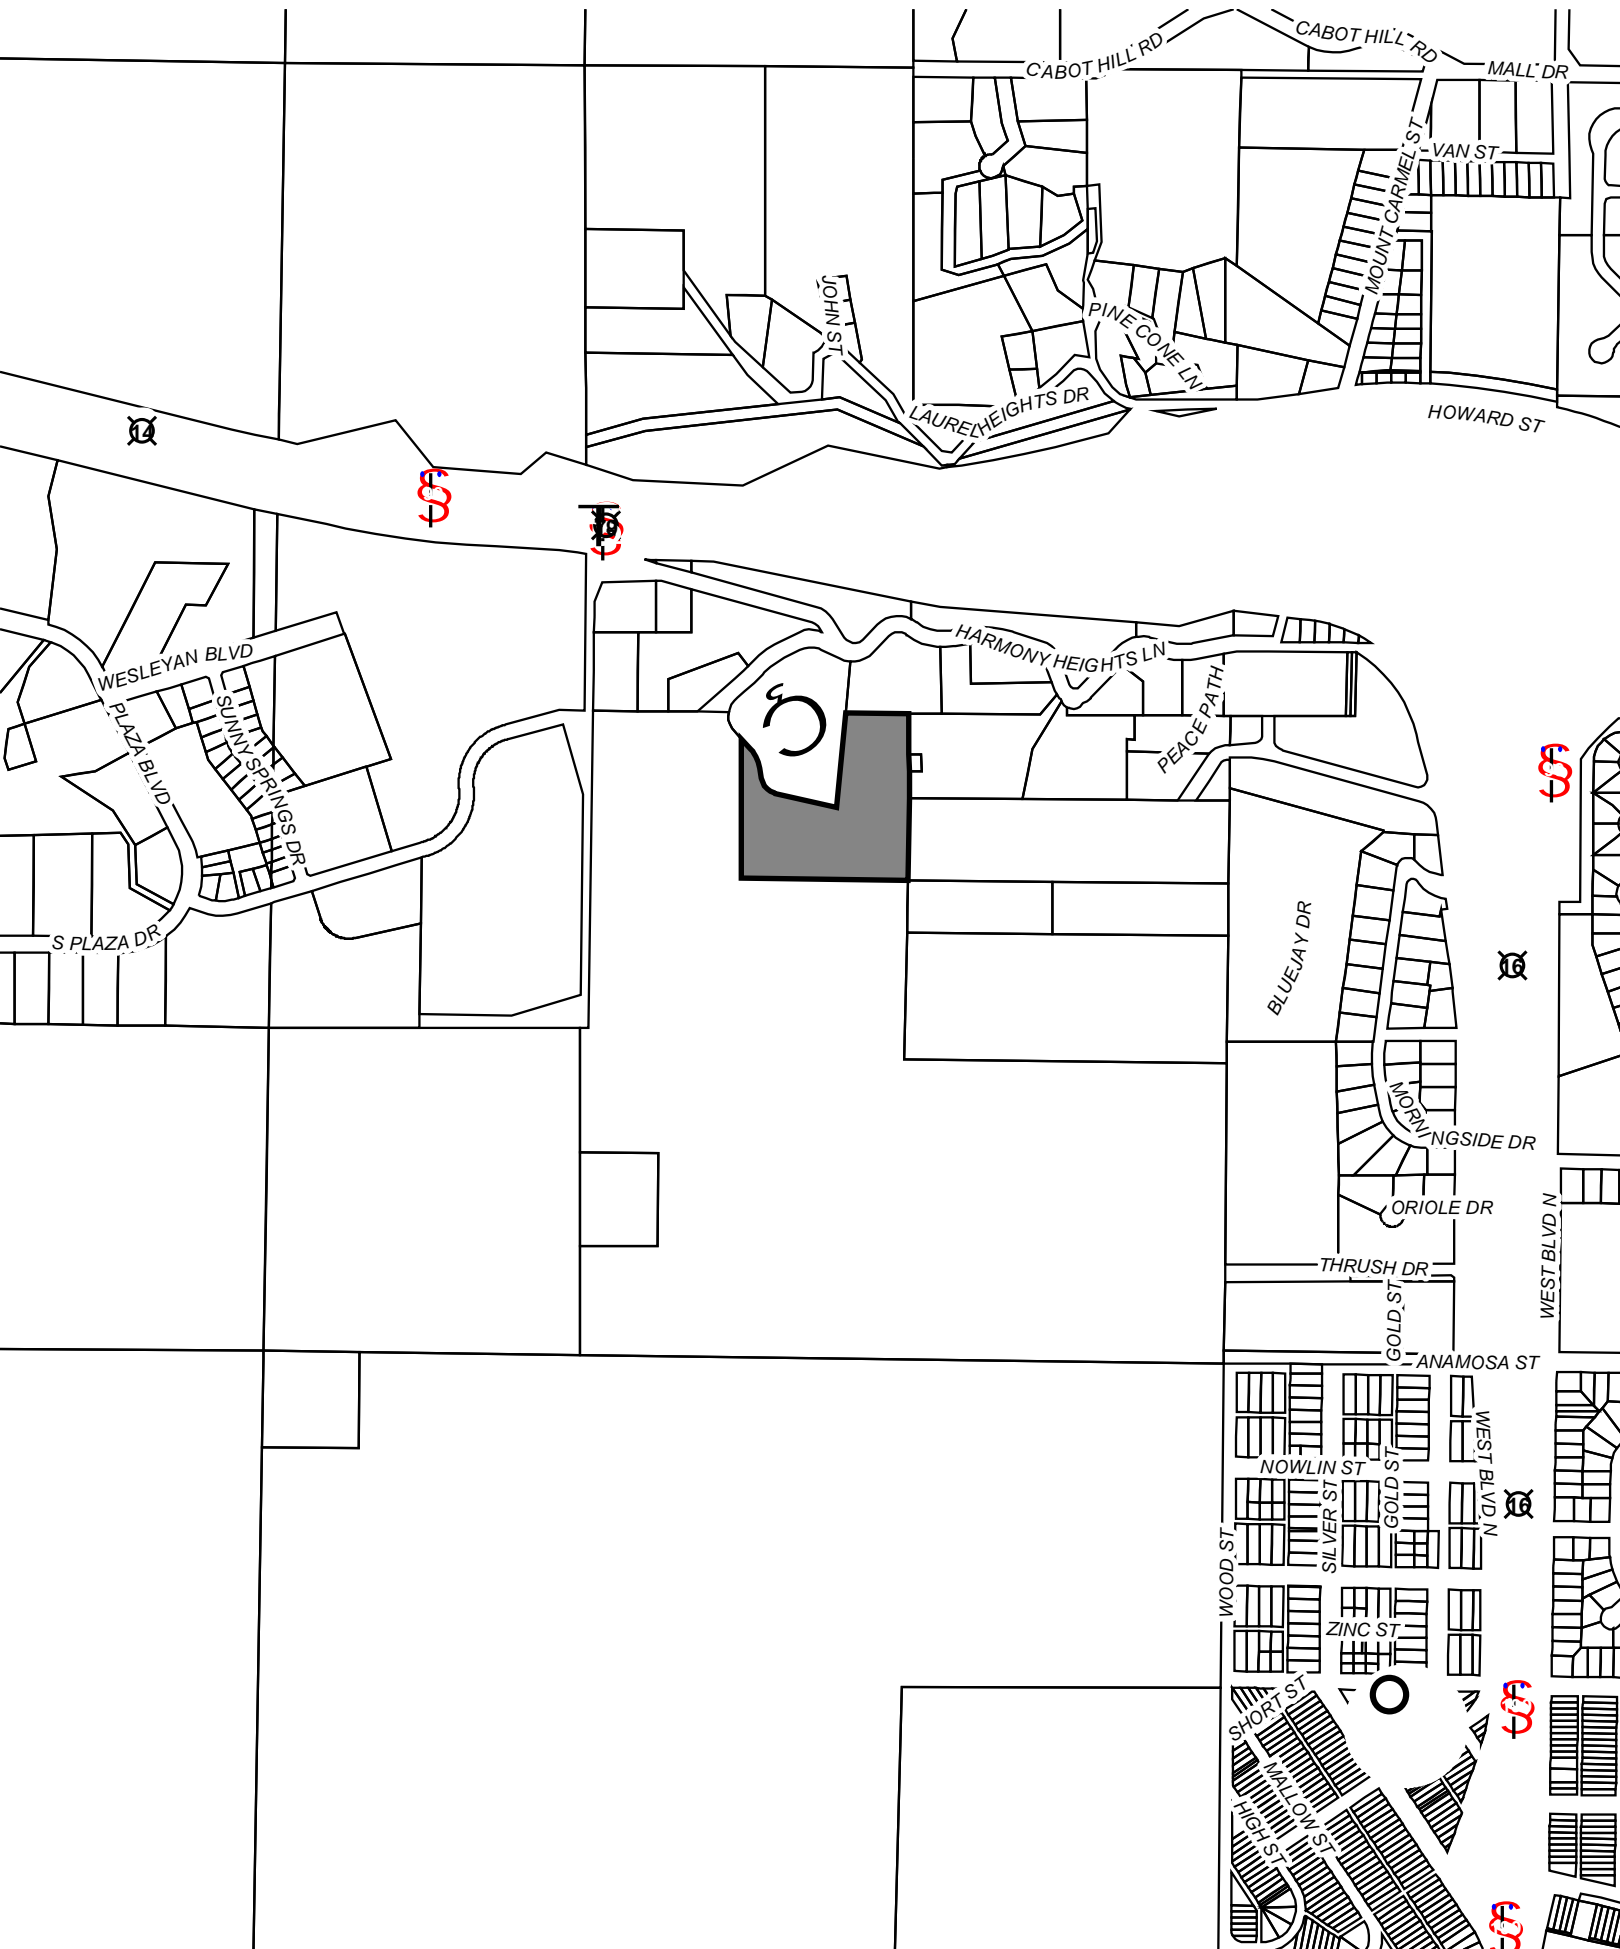 CABOT HILL RD
CABOT HILL RD
MALL DR
VAN ST
MOUNT CARMEL ST
JOHN ST
PINE CONE LN
LAUREL HEIGHTS DR
HOWARD ST
14
HARMONY HEIGHTS LN
WESLEYAN BLVD
PEACE PATH
SUNNY SPRINGS DR
PLAZA BLVD
S PLAZA DR
BLUEJAY DR
16
MORNINGSIDE DR
ORIOLE DR
WEST BLVD N
THRUSH DR
GOLD ST
ANAMOSA ST
WEST BLVD N
NOWLIN ST
GOLD ST
SILVER ST
16
WOOD ST
ZINC ST
SHORT ST
MALLOW ST
HIGH ST